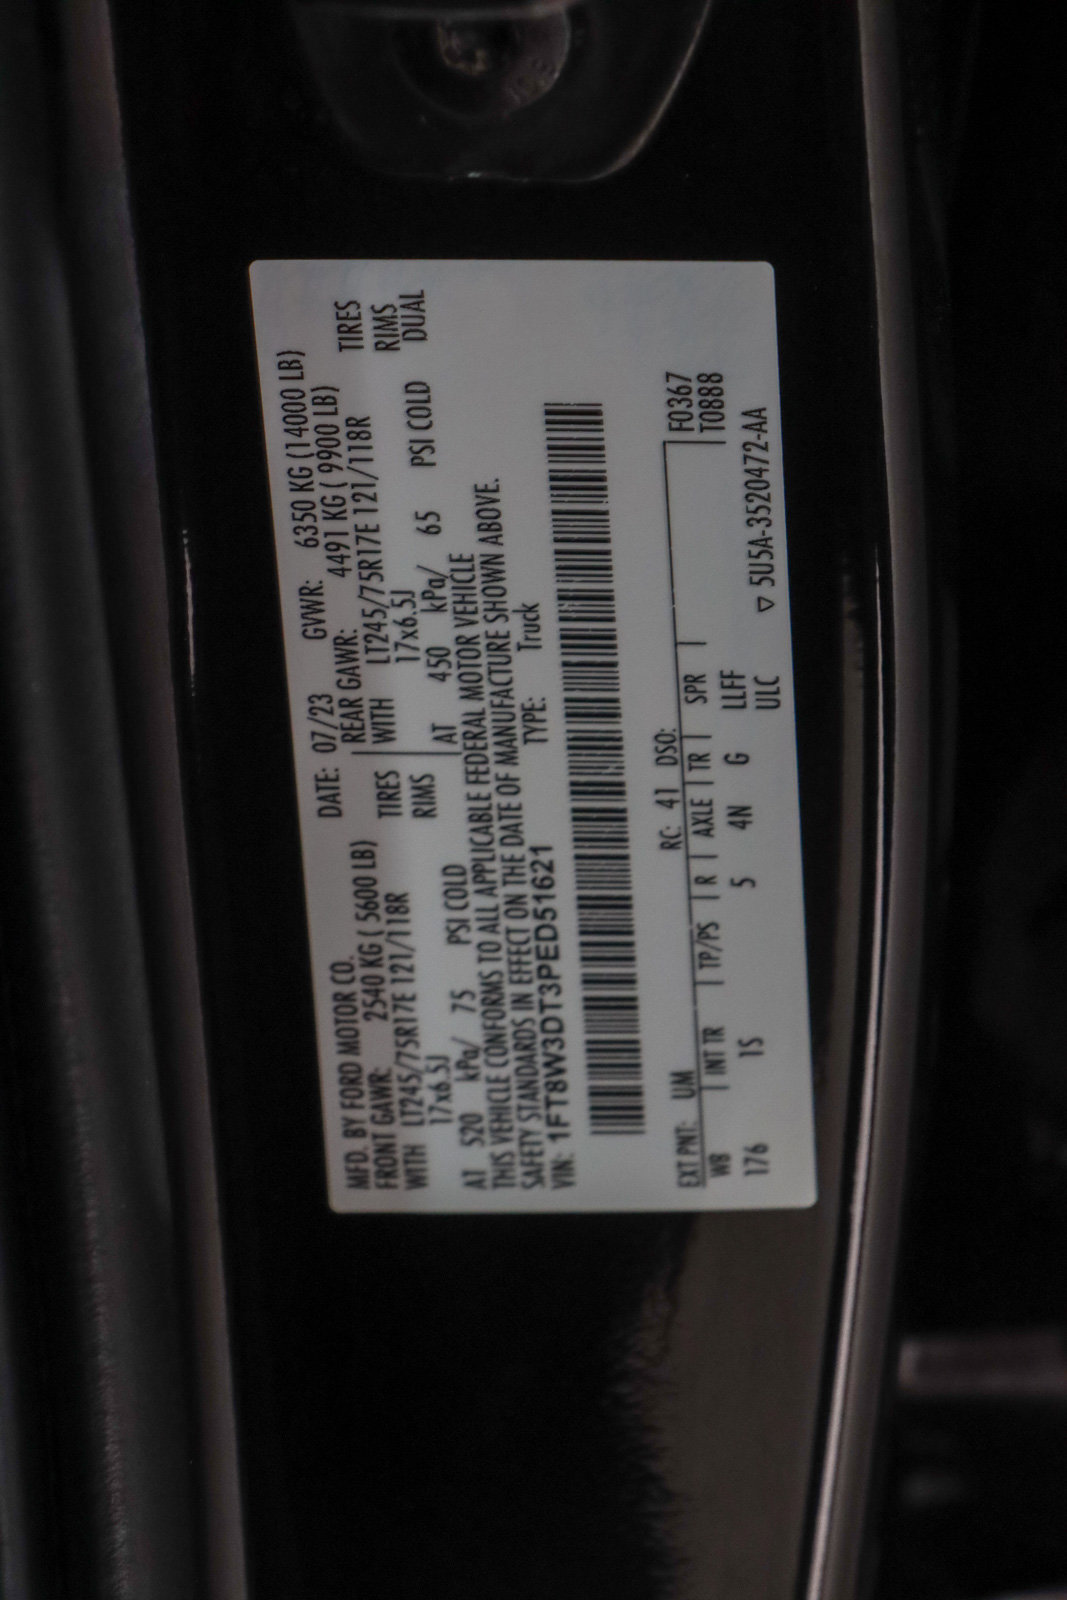 MFD. BY FORD MOTOR CO. DATE: 07/23 GVWR: 6350 KG (14000 LB)
FRONT GAWR: 2540 KG ( 5600 LB) REAR GAWR: 4491 KG ( 9900 LB)
WITH LT245/75R17E 121/118R TIRES WITH LT245/75R17E 121/118R TIRES
17x6.5J RIMS 17x6.5J RIMS
AT 520 kPa/ 75 PSI COLD AT 450 kPa/ 65 PSI COLD DUAL
THIS VEHICLE CONFORMS TO ALL APPLICABLE FEDERAL MOTOR VEHICLE
SAFETY STANDARDS IN EFFECT ON THE DATE OF MANUFACTURE SHOWN ABOVE.
VIN: 1FT8W3DT3PED51621 TYPE: Truck
EXT PNT: UM RC: 41 DSO: F0367
WB INT TR TP/PS R AXLE TR SPR T0888
176 1S 5 4N G LLFF
ULC ▽ 5U5A-3520472-AA